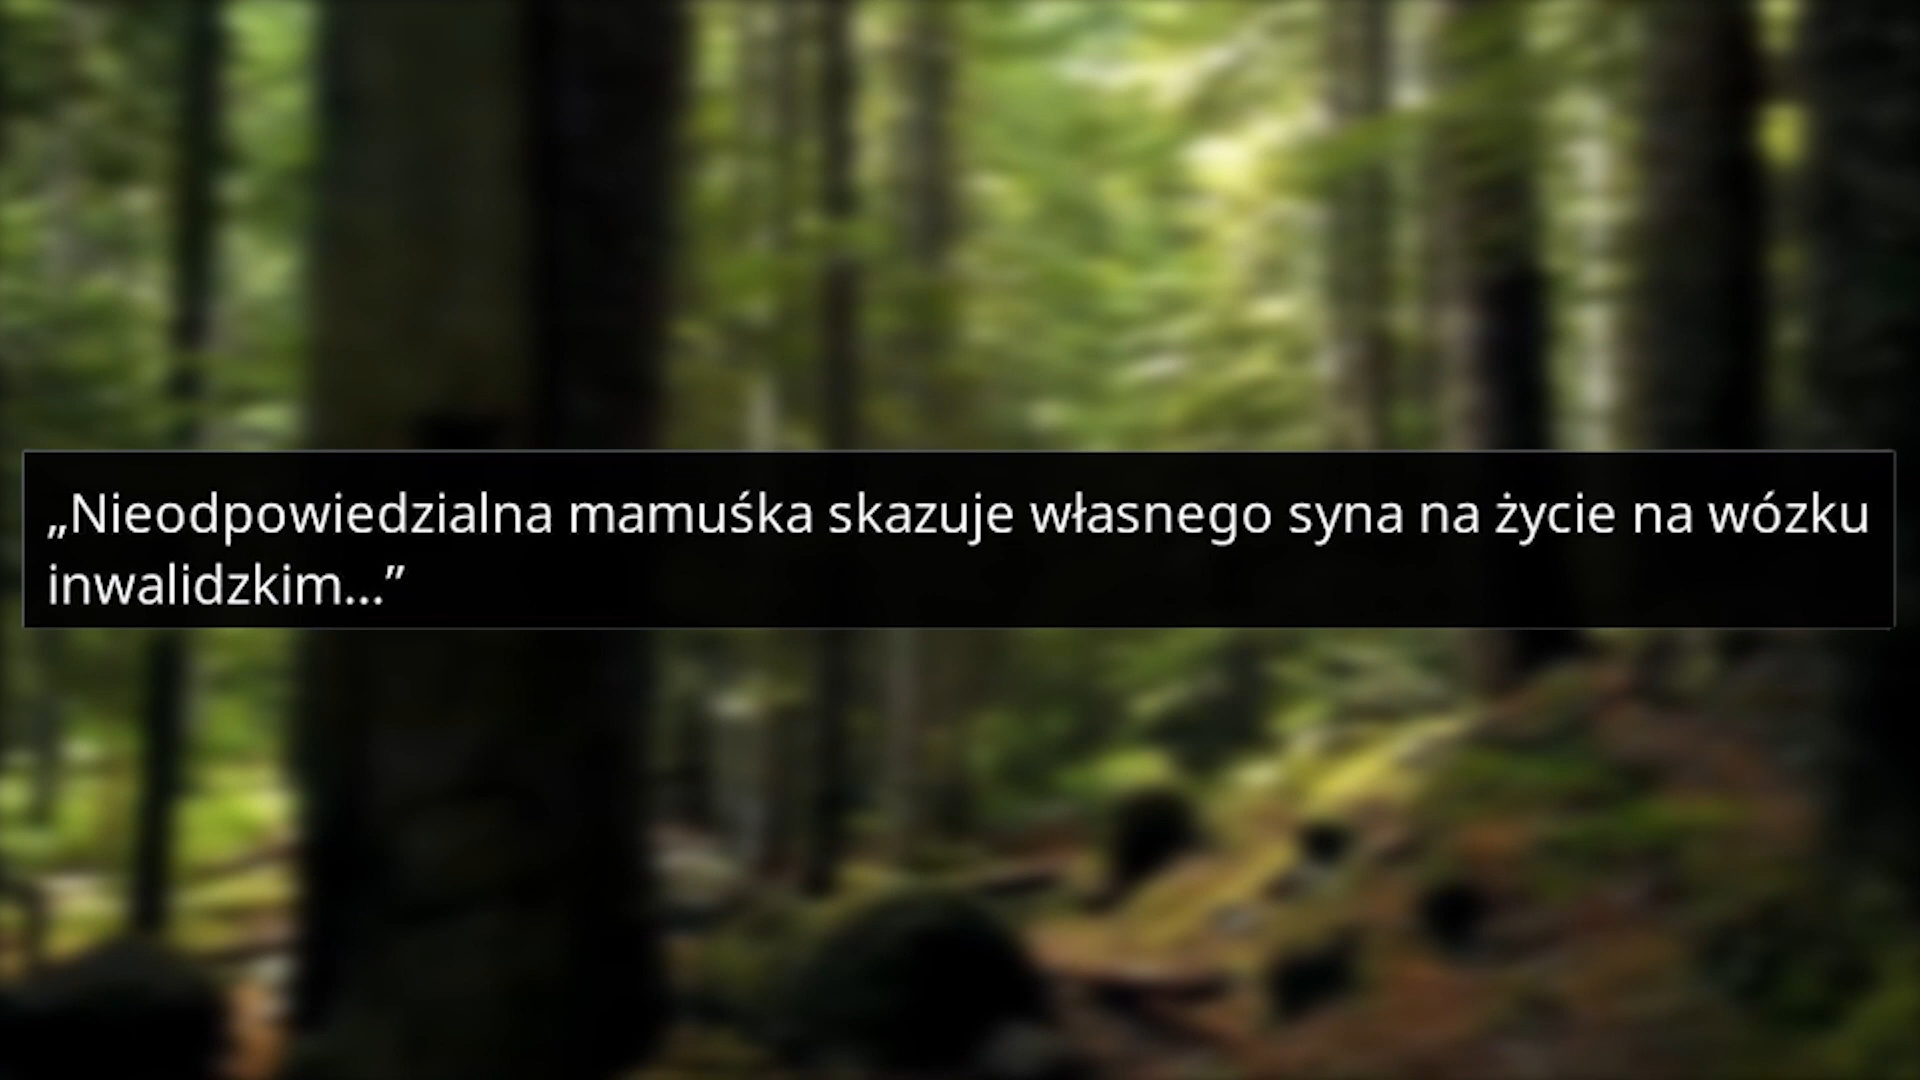 „Nieodpowiedzialna mamuśka skazuje własnego syna na życie na wózku
inwalidzkim...”